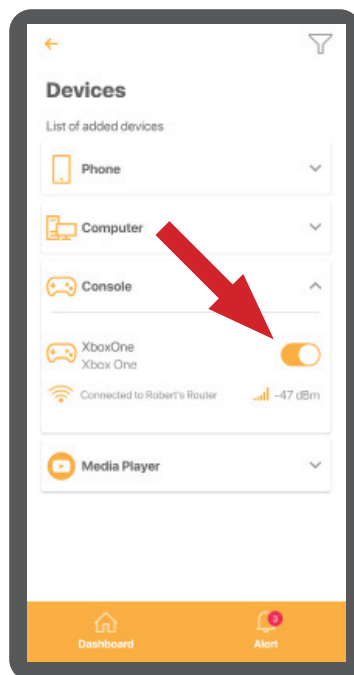 Devices
List of added devices
Phone
Computer
Console
XboxOne
Xbox One
Connected to Robert's Router -47 dBm
Media Player
3
Dashboard Alert